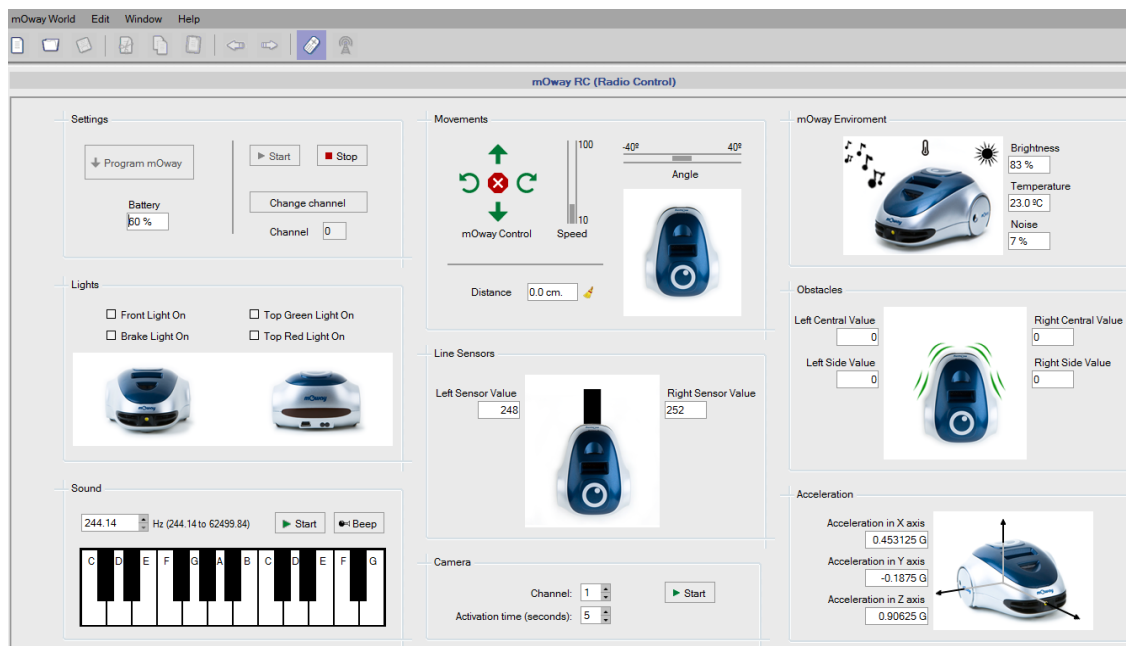 mOway World Edit Window Help
mOway RC (Radio Control)
Settings
Program mOway
Start
Stop
Battery
60 %
Change channel
Channel 0
Lights
Front Light On
Top Green Light On
Brake Light On
Top Red Light On
Sound
244.14 Hz (244.14 to 62499.84)
Start
Beep
C D E F G A B C D E F G
Movements
100
10
mOway Control
Speed
-40º
40º
Angle
Distance 0.0 cm.
Line Sensors
Left Sensor Value
248
Right Sensor Value
252
Camera
Channel: 1
Start
Activation time (seconds): 5
mOway Enviroment
Brightness
83 %
Temperature
23.0 ºC
Noise
7 %
Obstacles
Left Central Value
0
Right Central Value
0
Left Side Value
0
Right Side Value
0
Acceleration
Acceleration in X axis
0.453125 G
Acceleration in Y axis
-0.1875 G
Acceleration in Z axis
0.90625 G